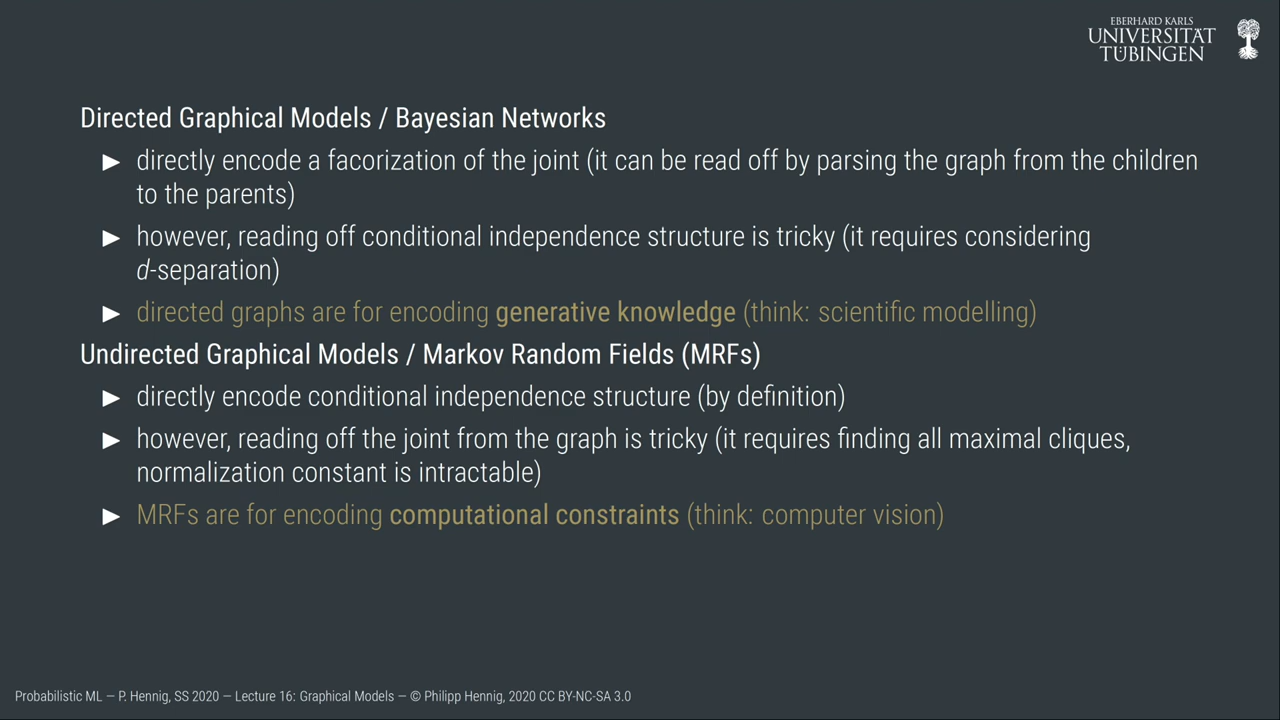 EBERHARD KARLS
UNIVERSITÄT
TÜBINGEN
Directed Graphical Models / Bayesian Networks
▶ directly encode a facorization of the joint (it can be read off by parsing the graph from the children
to the parents)
▶ however, reading off conditional independence structure is tricky (it requires considering
d-separation)
▶ directed graphs are for encoding generative knowledge (think: scientific modelling)
Undirected Graphical Models / Markov Random Fields (MRFs)
▶ directly encode conditional independence structure (by definition)
▶ however, reading off the joint from the graph is tricky (it requires finding all maximal cliques,
normalization constant is intractable)
▶ MRFs are for encoding computational constraints (think: computer vision)
Probabilistic ML — P. Hennig, SS 2020 — Lecture 16: Graphical Models — © Philipp Hennig, 2020 CC BY-NC-SA 3.0